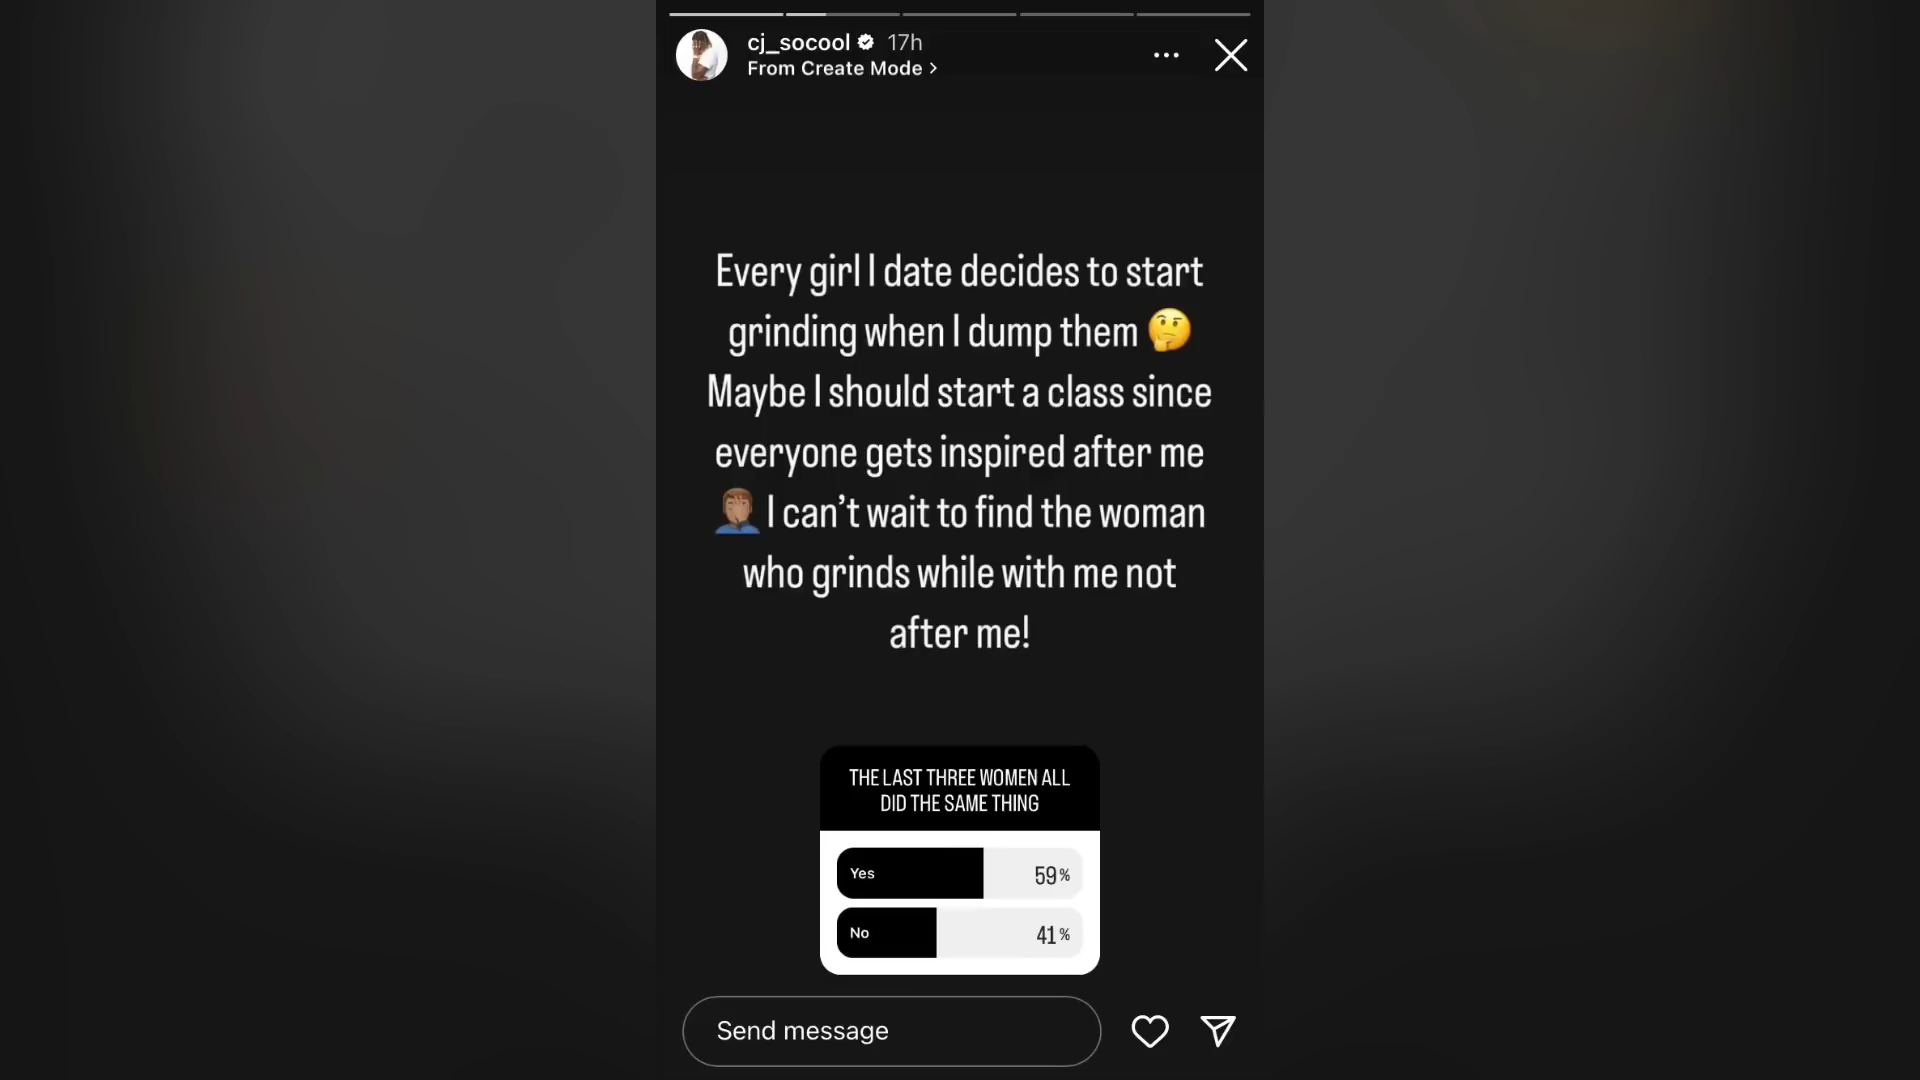 cj_socool 17h
From Create Mode >
Every girl I date decides to start
grinding when I dump them 🤔
Maybe I should start a class since
everyone gets inspired after me
🤦🏽‍♂️ I can't wait to find the woman
who grinds while with me not
after me!
THE LAST THREE WOMEN ALL
DID THE SAME THING
Yes 59%
No 41%
Send message